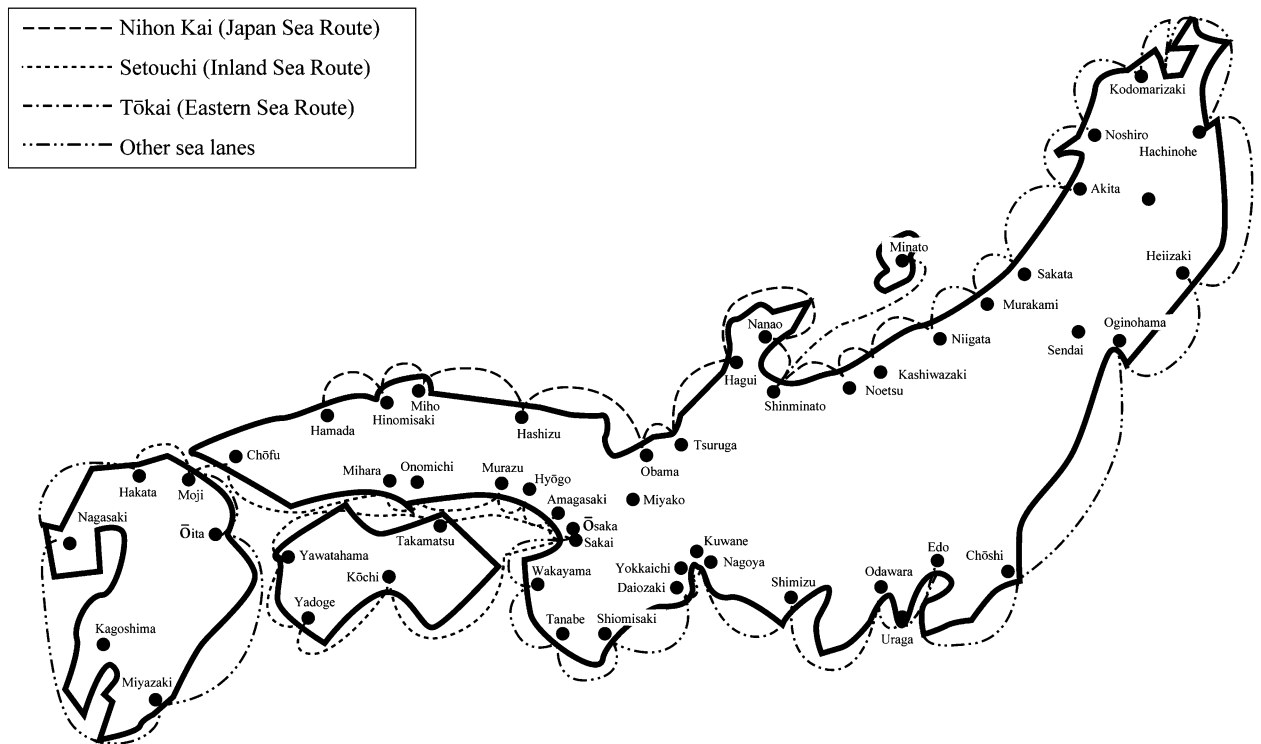 Nihon Kai (Japan Sea Route)
Setouchi (Inland Sea Route)
Tōkai (Eastern Sea Route)
Other sea lanes
Kodomarizaki
Noshiro
Hachinohe
Akita
Minato
Heiizaki
Sakata
Murakami
Oginohama
Nanao
Niigata
Sendai
Hagui
Kashiwazaki
Noetsu
Shinminato
Miho
Hinomisaki
Hamada
Hashizu
Tsuruga
Obama
Chōfu
Mihara
Onomichi
Murazu
Hyōgo
Hakata
Moji
Amagasaki
Miyako
Nagasaki
Ōita
Takamatsu
Ōsaka
Sakai
Yawatahama
Kuwane
Edo
Chōshi
Kōchi
Wakayama
Yokkaichi
Nagoya
Daiozaki
Shimizu
Odawara
Yadoge
Tanabe
Shiomisaki
Uraga
Kagoshima
Miyazaki